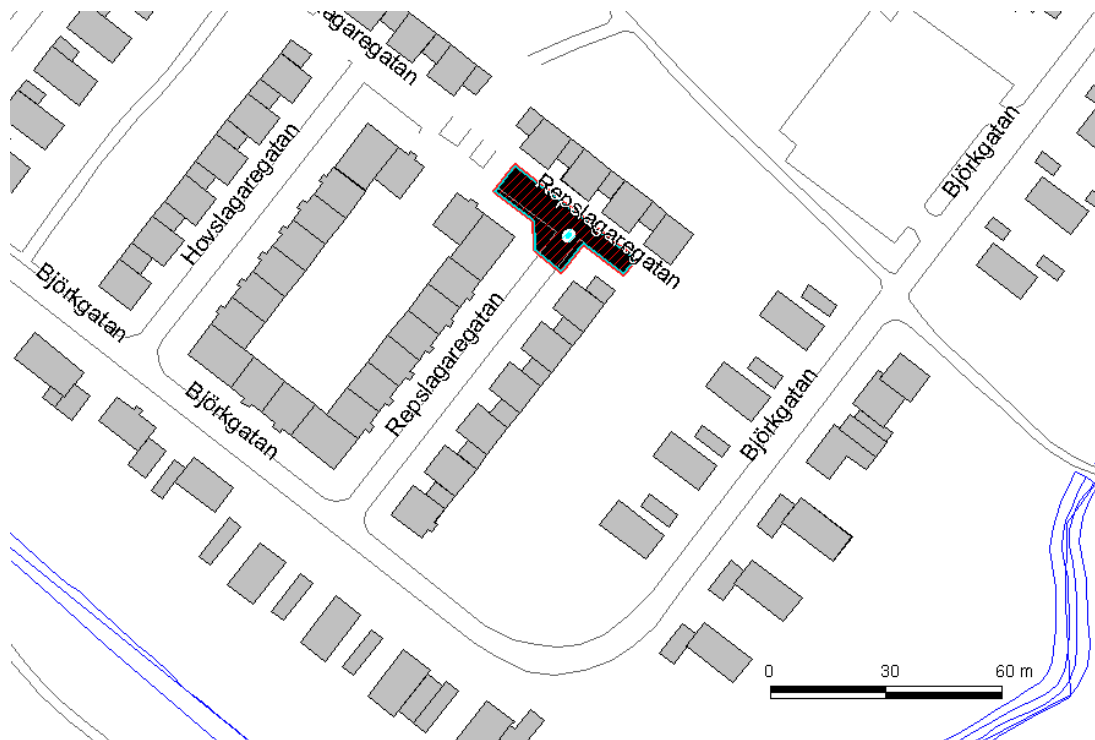 lagaregatan
Hovslagaregatan
Björkgatan
Björkgatan
Repslagaregatan
Repslagaregatan
Björkgatan
Björkgatan
0 30 60 m